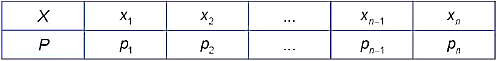 X x₁ x₂ ... xₙ₋₁ xₙ
P p₁ p₂ ... pₙ₋₁ pₙ